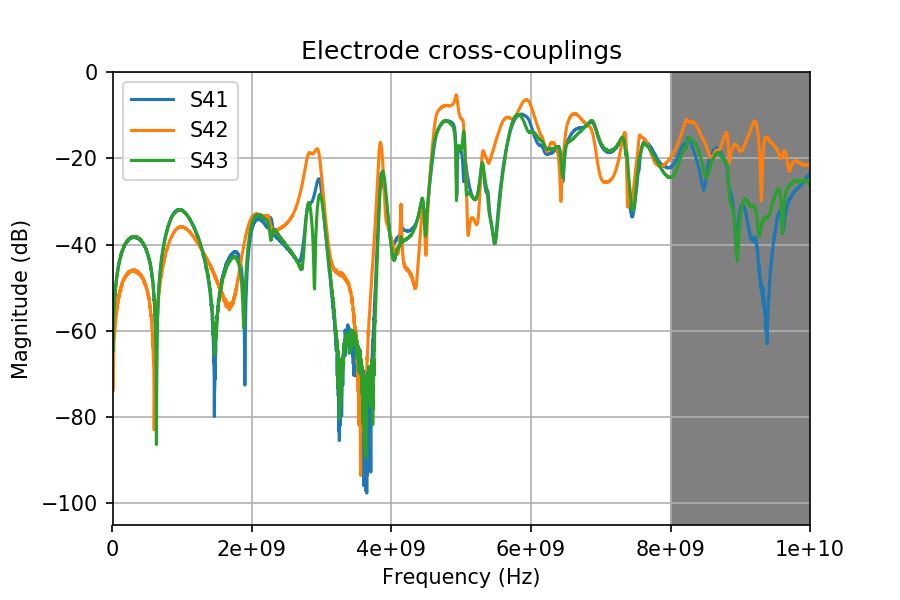 Electrode cross-couplings
S41
S42
S43
Magnitude (dB)
0
−20
−40
−60
−80
−100
0 2e+09 4e+09 6e+09 8e+09 1e+10
Frequency (Hz)